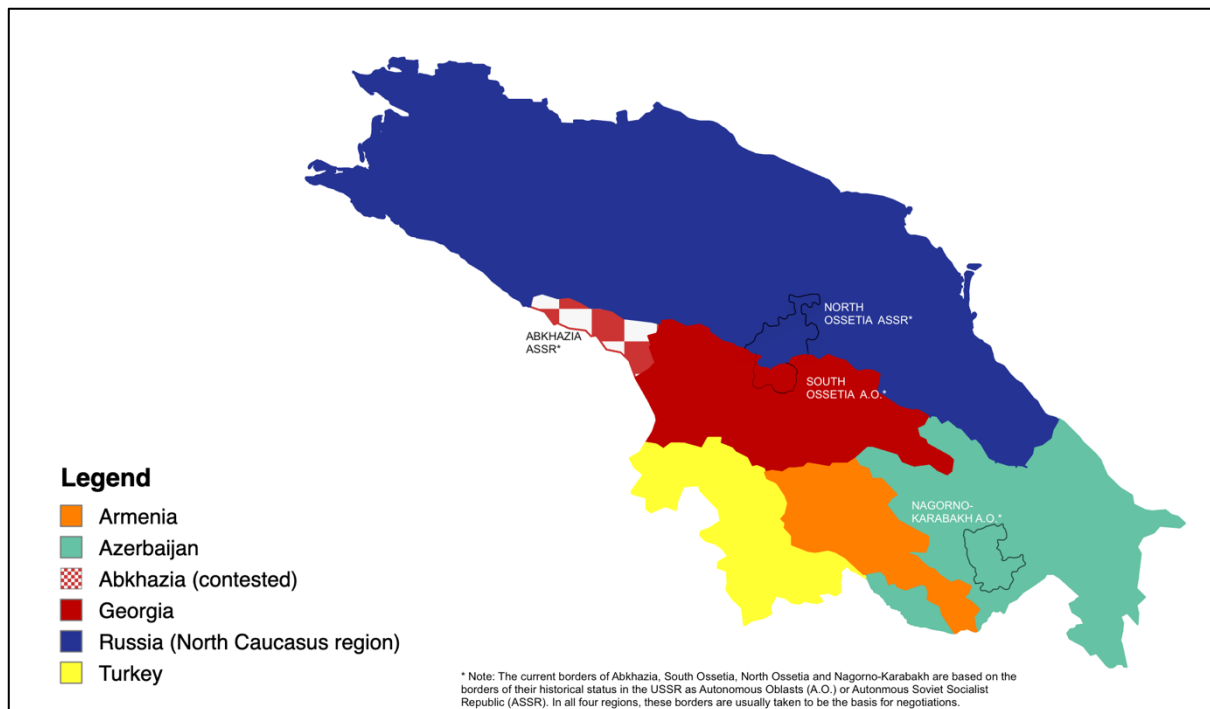 NORTH
OSSETIA ASSR*
ABKHAZIA
ASSR*
SOUTH
OSSETIA A.O.*
NAGORNO-
KARABAKH A.O.*
Legend
Armenia
Azerbaijan
Abkhazia (contested)
Georgia
Russia (North Caucasus region)
Turkey
* Note: The current borders of Abkhazia, South Ossetia, North Ossetia and Nagorno-Karabakh are based on the
borders of their historical status in the USSR as Autonomous Oblasts (A.O.) or Autonmous Soviet Socialist
Republic (ASSR). In all four regions, these borders are usually taken to be the basis for negotiations.